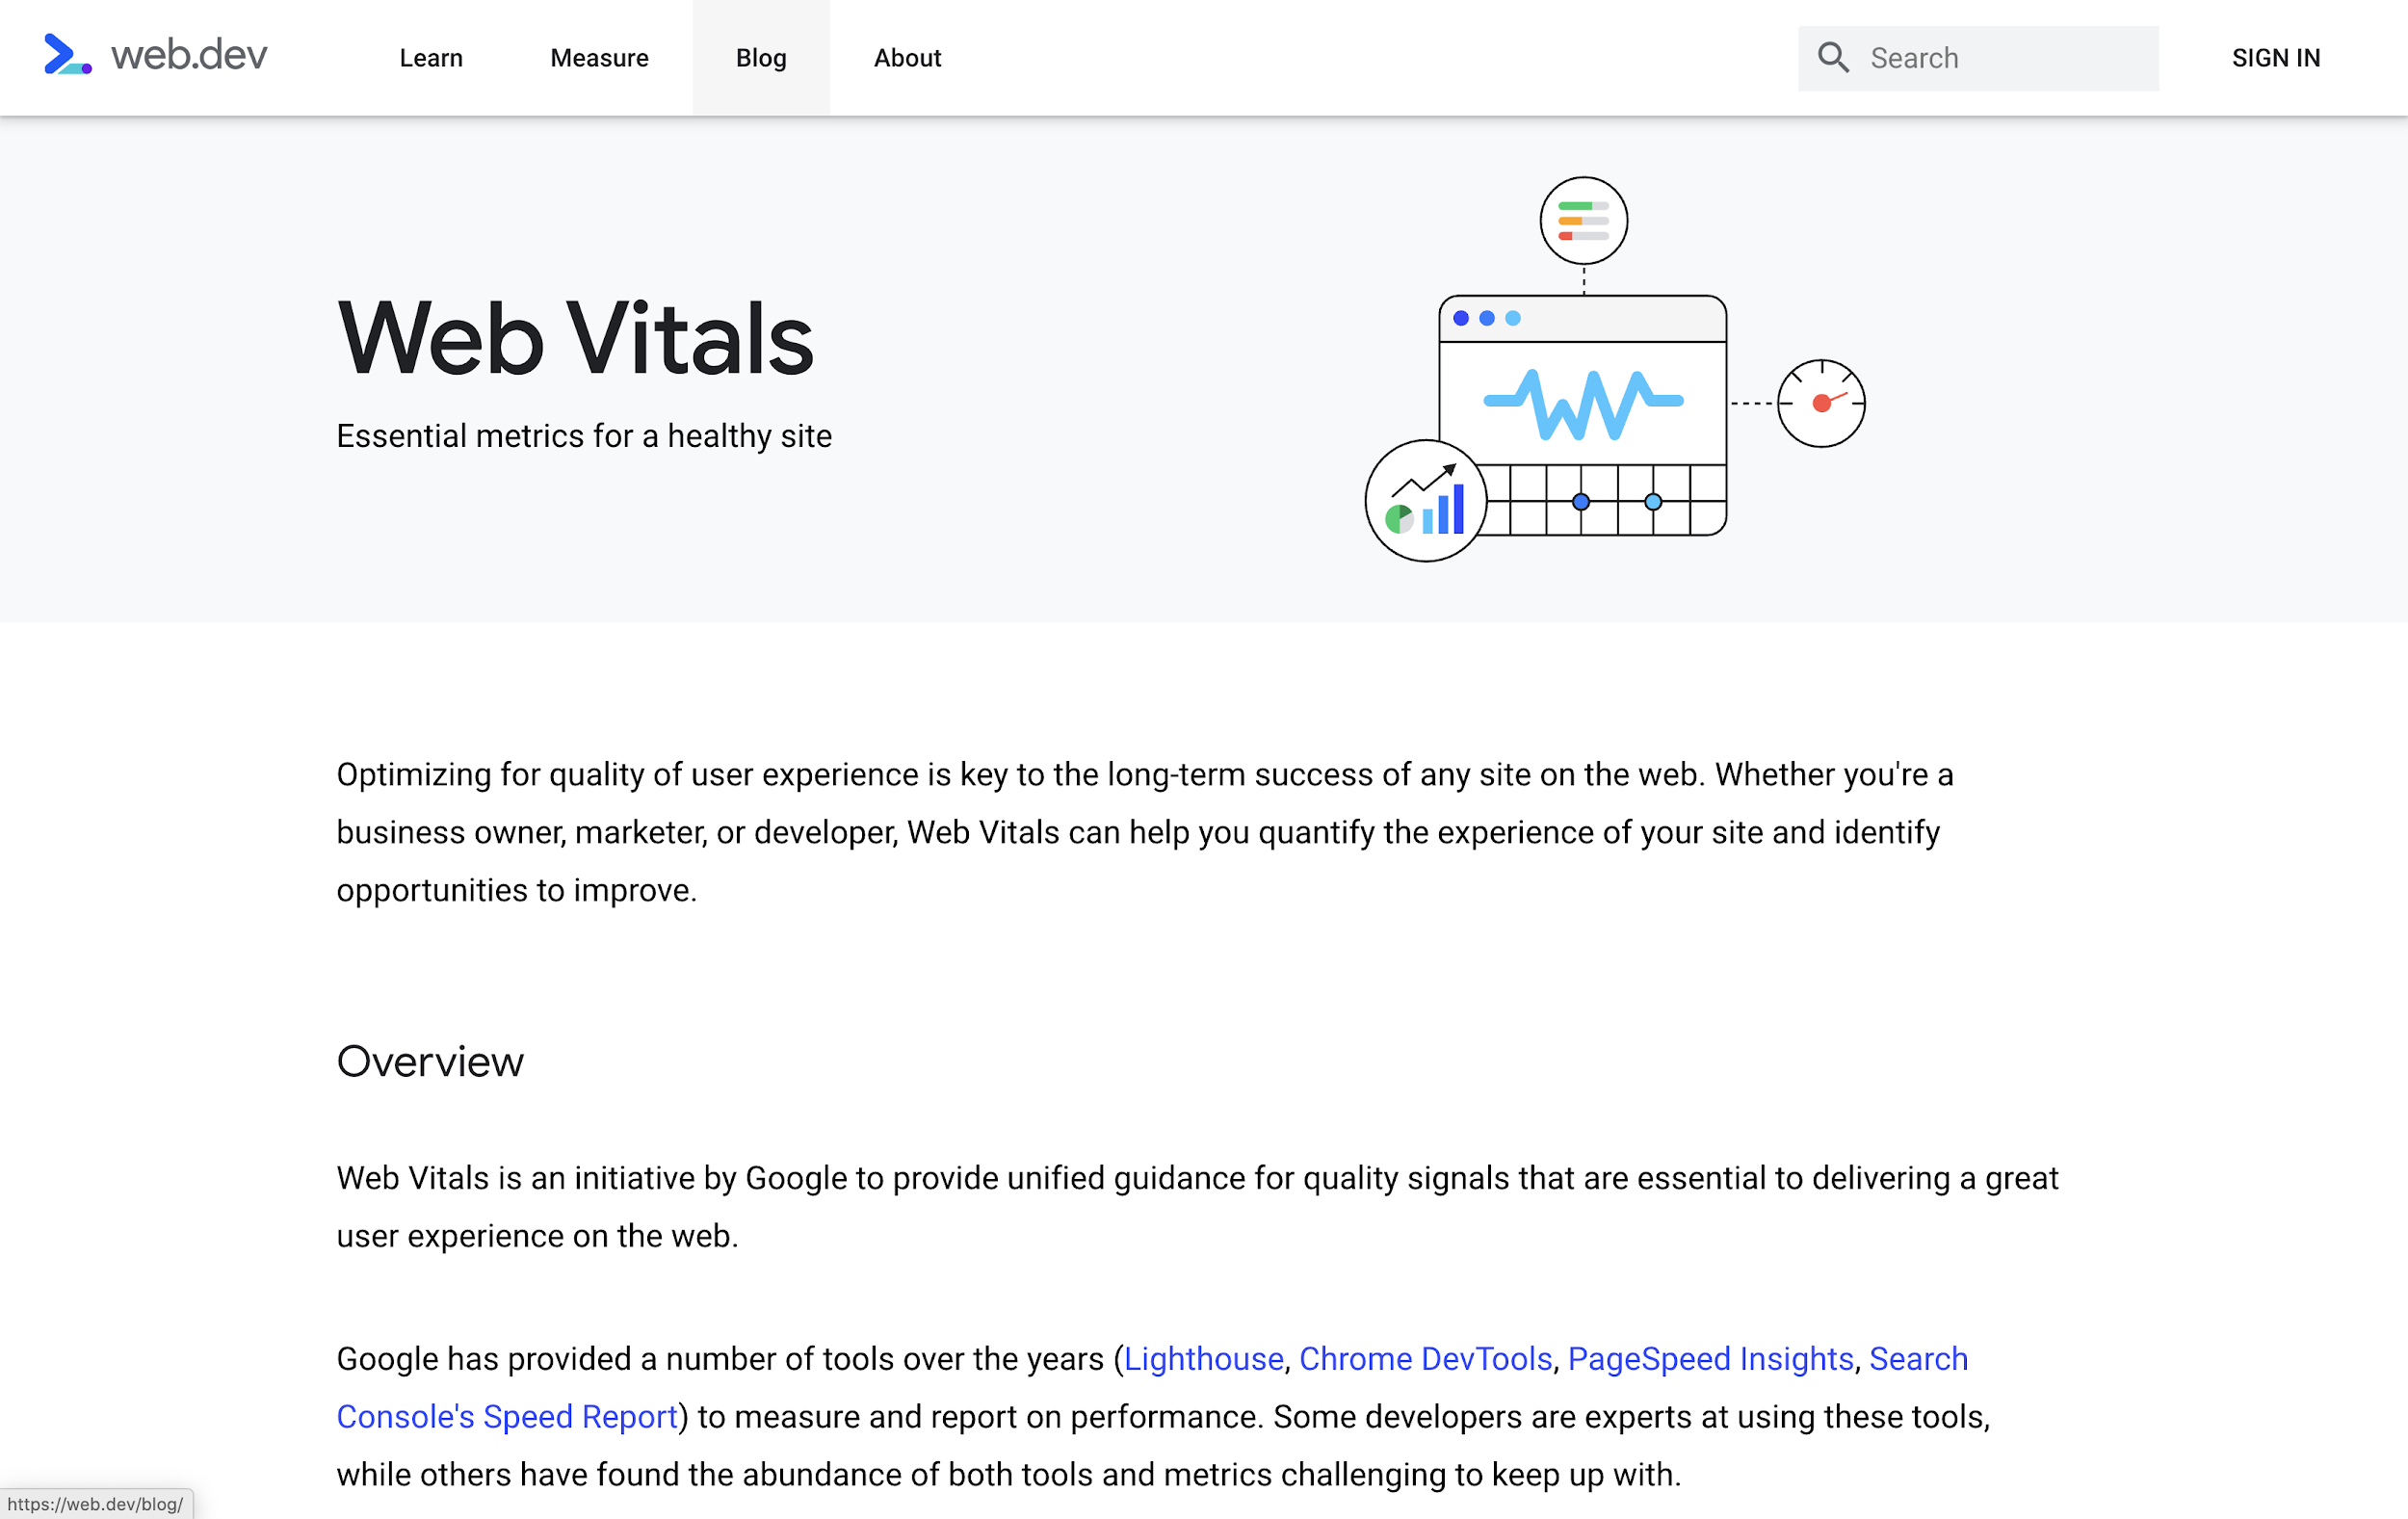 web.dev
Learn
Measure
Blog
About
Search
SIGN IN
Web Vitals
Essential metrics for a healthy site
Optimizing for quality of user experience is key to the long-term success of any site on the web. Whether you're a
business owner, marketer, or developer, Web Vitals can help you quantify the experience of your site and identify
opportunities to improve.
Overview
Web Vitals is an initiative by Google to provide unified guidance for quality signals that are essential to delivering a great
user experience on the web.
Google has provided a number of tools over the years (Lighthouse, Chrome DevTools, PageSpeed Insights, Search
Console's Speed Report) to measure and report on performance. Some developers are experts at using these tools,
while others have found the abundance of both tools and metrics challenging to keep up with.
https://web.dev/blog/